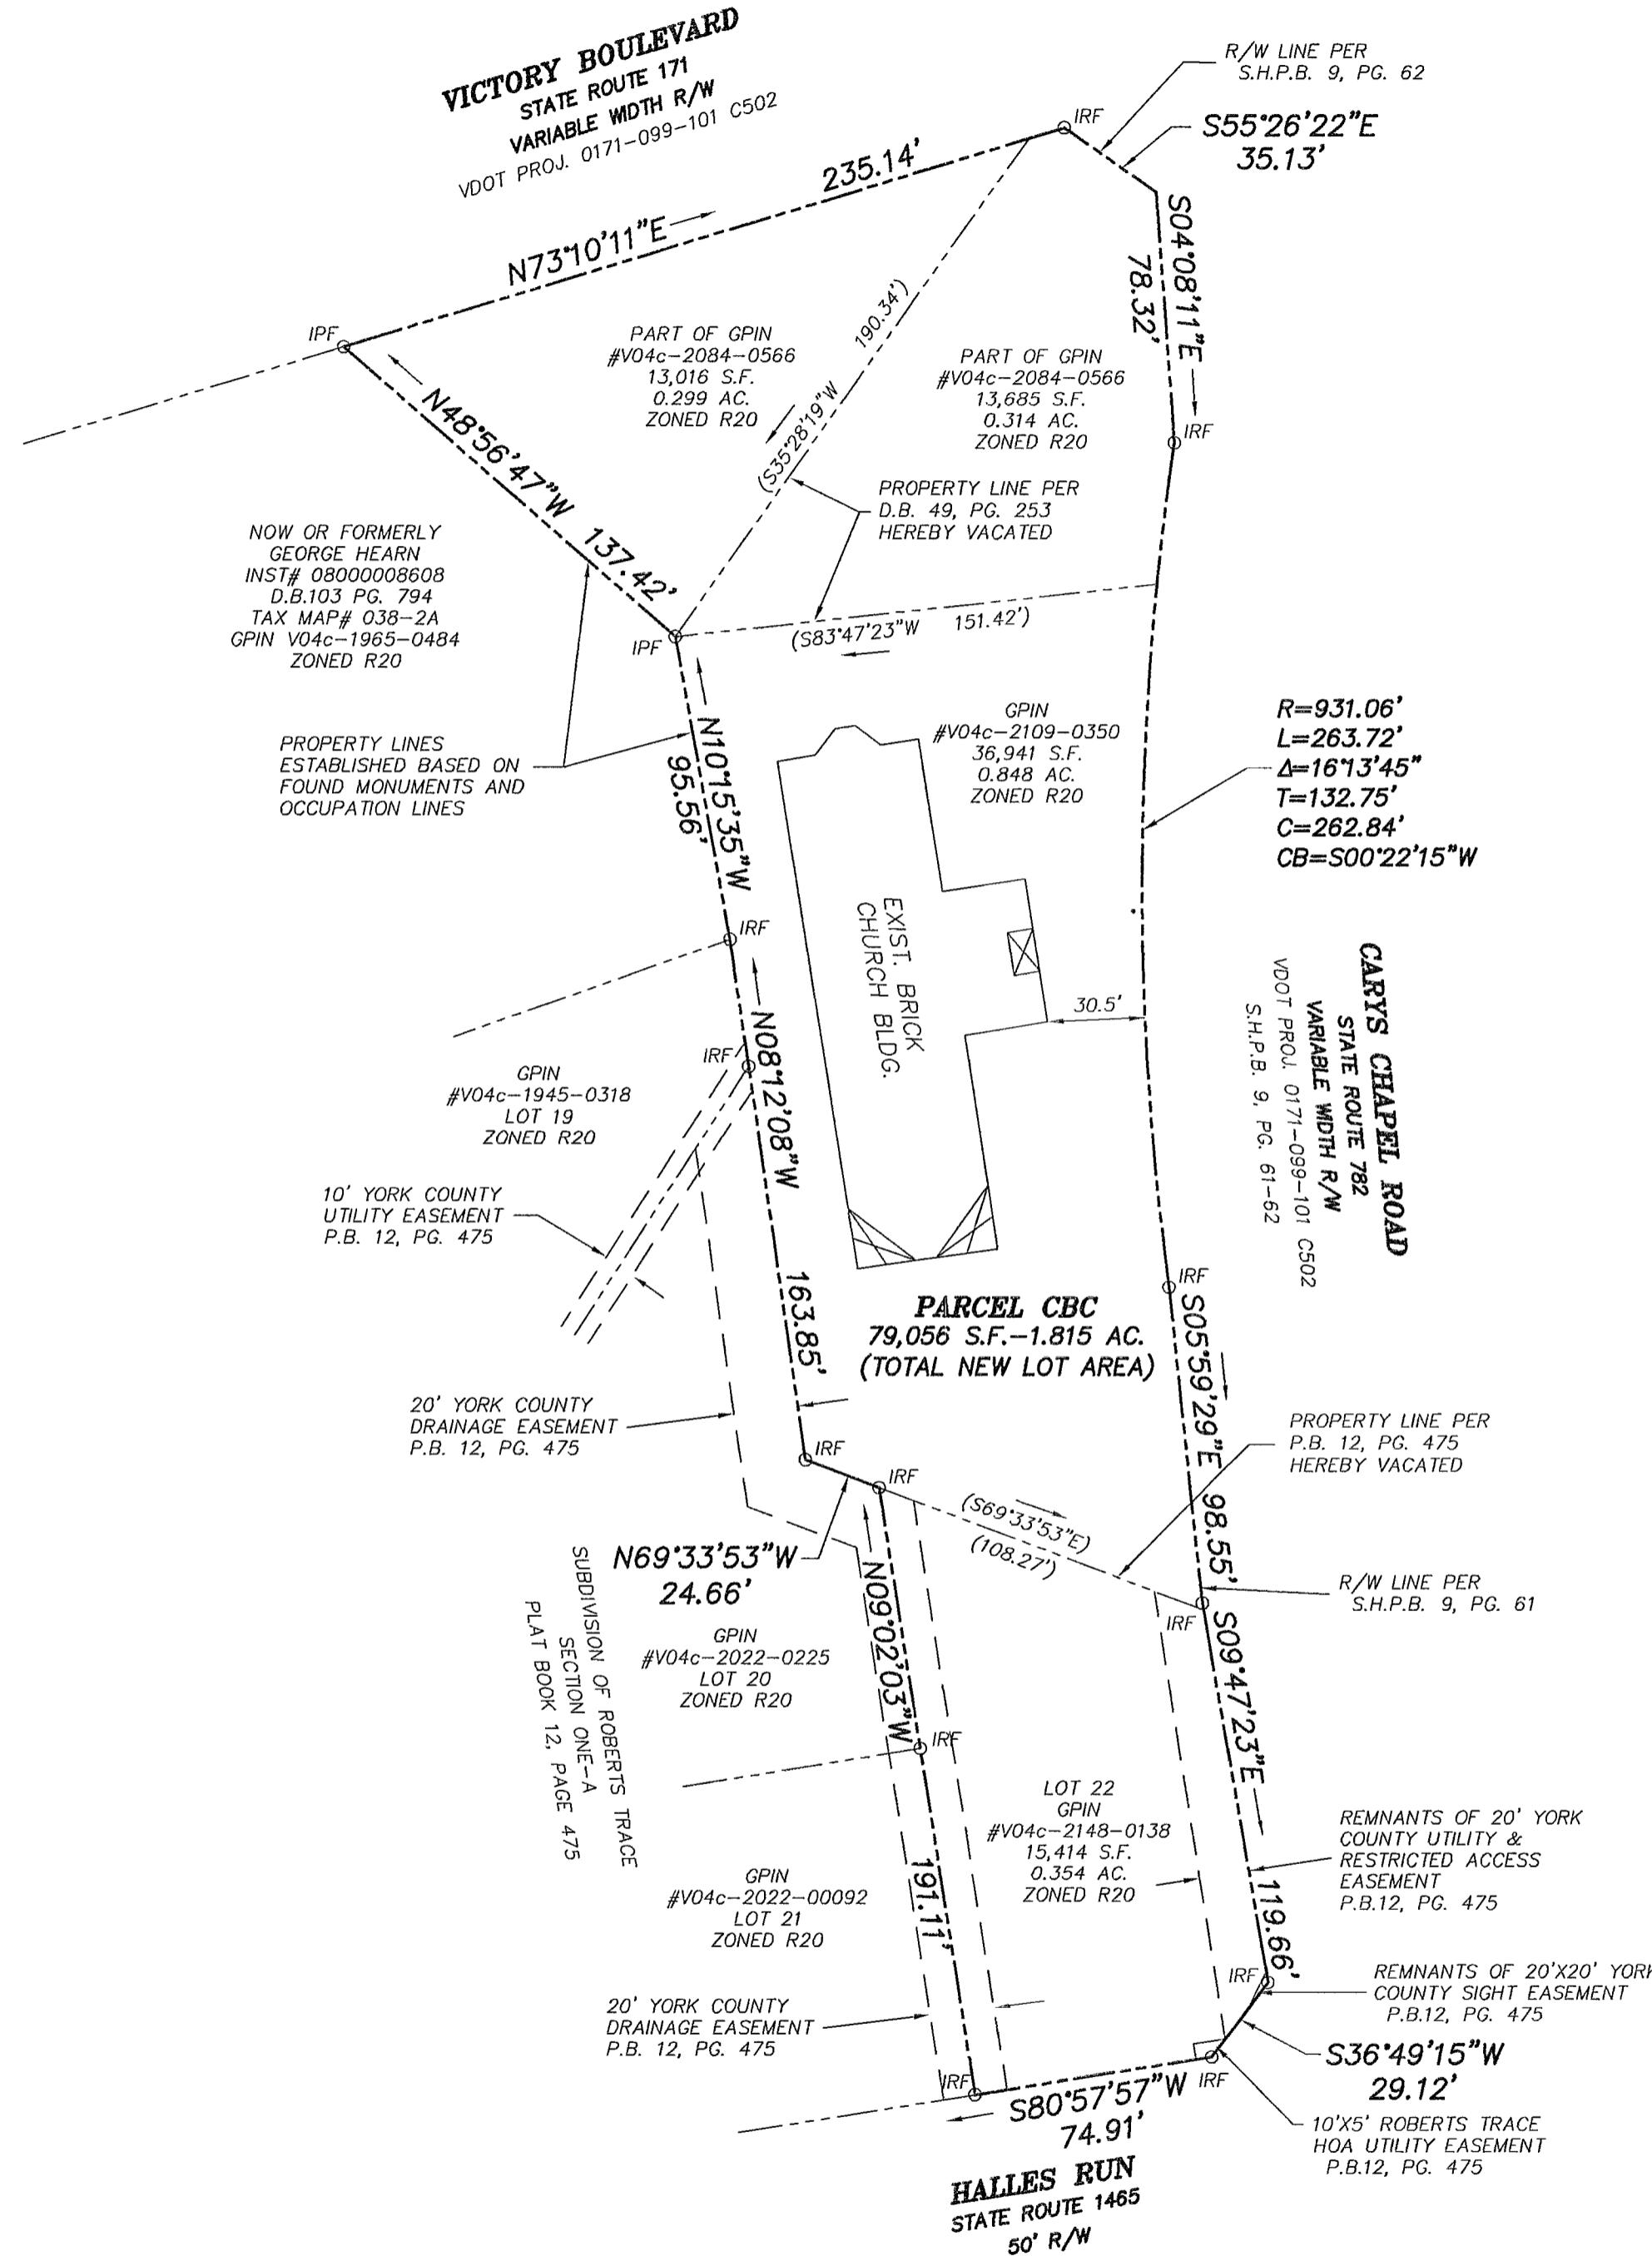 VICTORY BOULEVARD
STATE ROUTE 171
VARIABLE WIDTH R/W
VDOT PROJ. 0171-099-101 C502
R/W LINE PER
S.H.P.B. 9, PG. 62
IRF
S55°26'22"E
35.13'
235.14'
N73°10'11"E
S04°08'11"E
78.32'
IPF
PART OF GPIN
#V04c-2084-0566
13,016 S.F.
0.299 AC.
ZONED R20
190.34')
(S35°28'19"W
PART OF GPIN
#V04c-2084-0566
13,685 S.F.
0.314 AC.
ZONED R20
IRF
N48°56'47"W 137.42'
PROPERTY LINE PER
D.B. 49, PG. 253
HEREBY VACATED
NOW OR FORMERLY
GEORGE HEARN
INST# 08000008608
D.B.103 PG. 794
TAX MAP# 038-2A
GPIN V04c-1965-0484
ZONED R20
IPF
(S83°47'23"W 151.42')
PROPERTY LINES
ESTABLISHED BASED ON
FOUND MONUMENTS AND
OCCUPATION LINES
N10°15'35"W
95.56'
GPIN
#V04c-2109-0350
36,941 S.F.
0.848 AC.
ZONED R20
R=931.06'
L=263.72'
Δ=16°13'45"
T=132.75'
C=262.84'
CB=S00°22'15"W
EXIST. BRICK
CHURCH BLDG.
IRF
30.5'
CARYS CHAPEL ROAD
STATE ROUTE 782
VARIABLE WIDTH R/W
VDOT PROJ. 0171-099-101 C502
S.H.P.B. 9, PG. 61-62
IRF
N08°12'08"W 163.85'
GPIN
#V04c-1945-0318
LOT 19
ZONED R20
10' YORK COUNTY
UTILITY EASEMENT
P.B. 12, PG. 475
IRF
PARCEL CBC
79,056 S.F.-1.815 AC.
(TOTAL NEW LOT AREA)
S05°59'29"E 98.55'
20' YORK COUNTY
DRAINAGE EASEMENT
P.B. 12, PG. 475
PROPERTY LINE PER
P.B. 12, PG. 475
HEREBY VACATED
IRF
IRF
(S69°33'53"E)
(108.27')
N69°33'53"W
24.66'
R/W LINE PER
S.H.P.B. 9, PG. 61
IRF
SUBDIVISION OF ROBERTS TRACE
SECTION ONE-A
PLAT BOOK 12, PAGE 475
GPIN
#V04c-2022-0225
LOT 20
ZONED R20
N09°02'03"W 191.11'
IRF
S09°47'23"E 119.66'
LOT 22
GPIN
#V04c-2148-0138
15,414 S.F.
0.354 AC.
ZONED R20
REMNANTS OF 20' YORK
COUNTY UTILITY &
RESTRICTED ACCESS
EASEMENT
P.B.12, PG. 475
GPIN
#V04c-2022-00092
LOT 21
ZONED R20
IRF
REMNANTS OF 20'X20' YORK
COUNTY SIGHT EASEMENT
P.B.12, PG. 475
20' YORK COUNTY
DRAINAGE EASEMENT
P.B. 12, PG. 475
S36°49'15"W
29.12'
IRF
IRF
S80°57'57"W
74.91'
10'X5' ROBERTS TRACE
HOA UTILITY EASEMENT
P.B.12, PG. 475
HALLES RUN
STATE ROUTE 1465
50' R/W